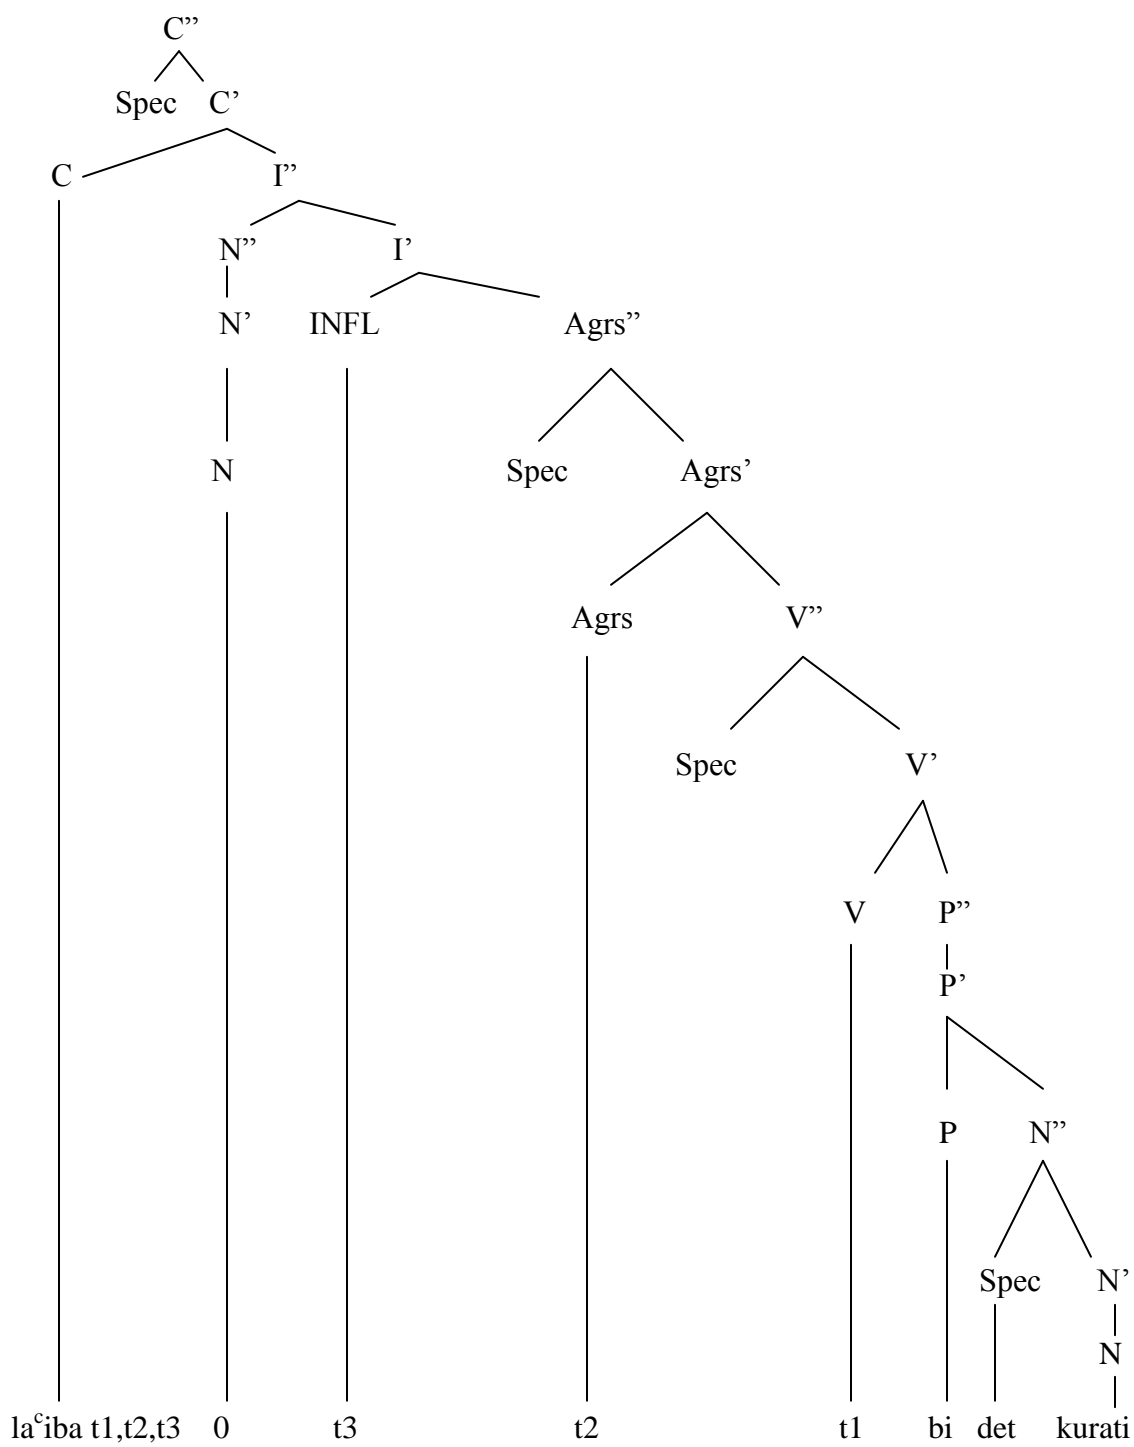 C”
Spec C’
C I”
N” I’
N’ INFL Agrs”
N Spec Agrs’
Agrs V”
Spec V’
V P”
P’
P N”
Spec N’
N
laᶜiba t1,t2,t3 0 t3 t2 t1 bi det kurati